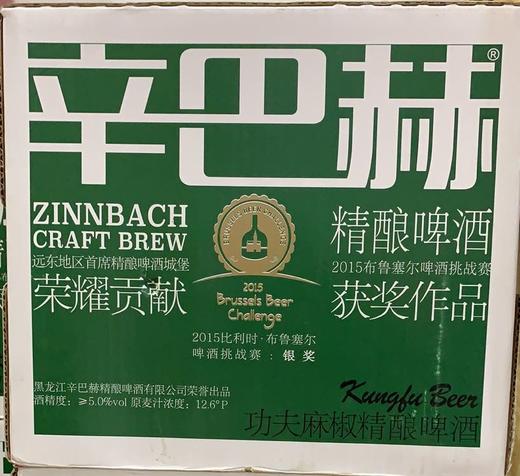 辛巴赫®
ZINNBACH
CRAFT BREW
远东地区首席精酿啤酒城堡
荣耀贡献
BRUSSELS BEER CHALLENGE
2015
Brussels Beer
Challenge
2015比利时·布鲁塞尔
啤酒挑战赛：银奖
精酿啤酒
2015布鲁塞尔啤酒挑战赛
获奖作品
黑龙江辛巴赫精酿啤酒有限公司荣誉出品
酒精度：≥5.0%vol 原麦汁浓度：12.6°P
Kungfu Beer
功夫麻椒精酿啤酒